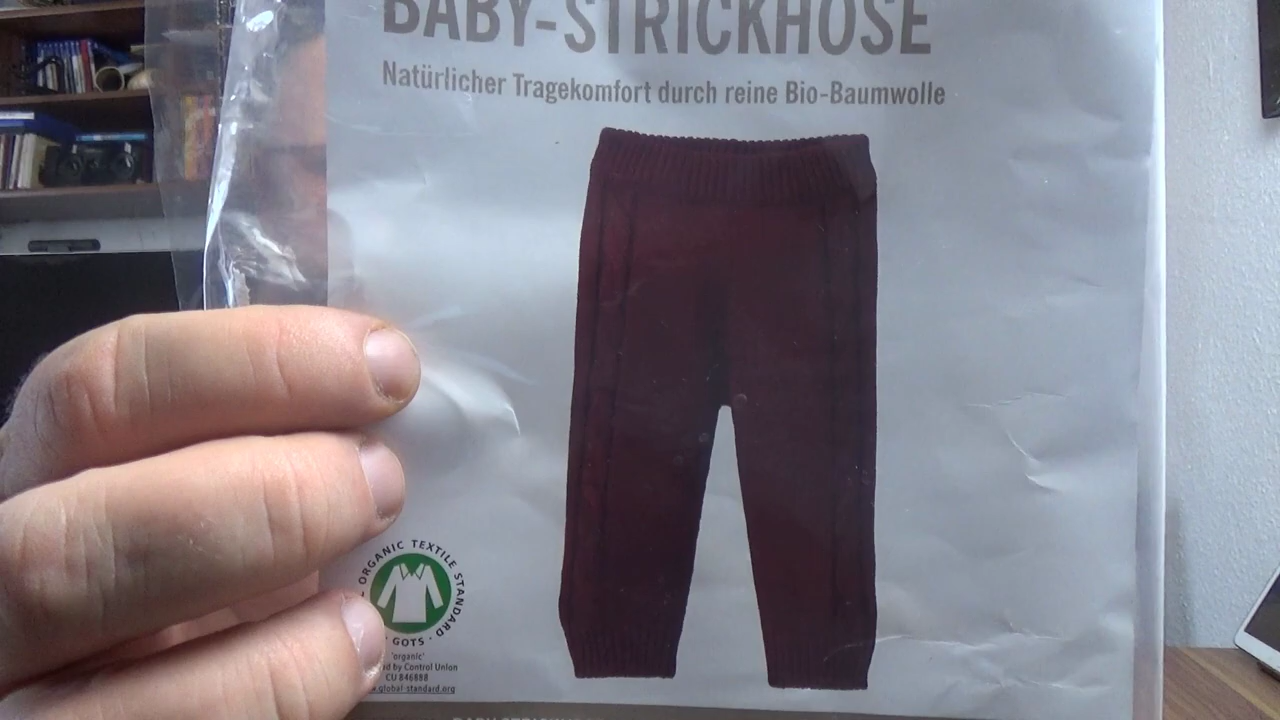 BABY-STRICKHOSE
Natürlicher Tragekomfort durch reine Bio-Baumwolle
ORGANIC TEXTILE STANDARD
· GOTS ·
'organic'
by Control Union
CU 846888
global-standard.org